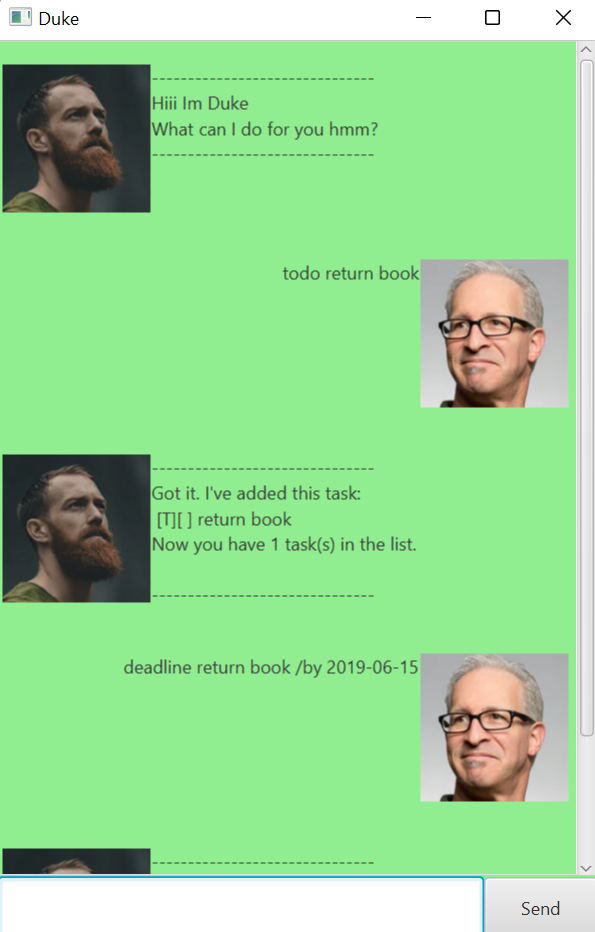 Duke
-------------------------------
Hiii Im Duke
What can I do for you hmm?
-------------------------------
todo return book
-------------------------------
Got it. I've added this task:
[T][ ] return book
Now you have 1 task(s) in the list.
-------------------------------
deadline return book /by 2019-06-15
-------------------------------
Send